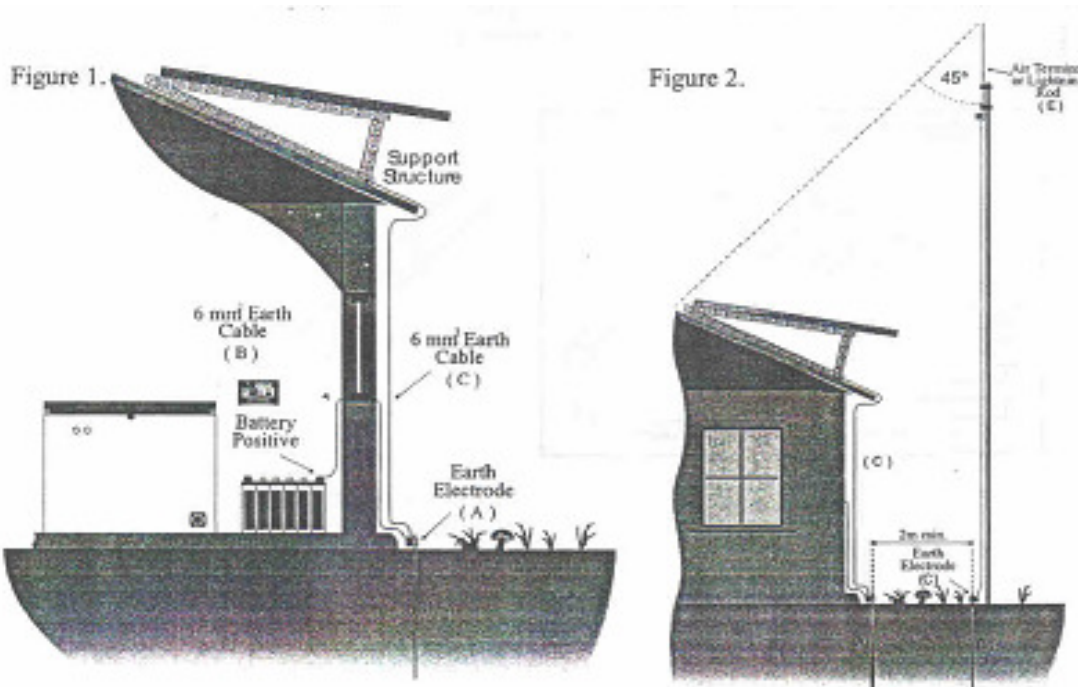 Figure 1.
Support
Structure
6 mm² Earth
Cable
( B )
6 mm² Earth
Cable
( C )
Battery
Positive
Earth
Electrode
( A )
Figure 2.
45°
Air Termina
or Lightning
Rod
( E )
( C )
2m min.
Earth
Electrode
(G)